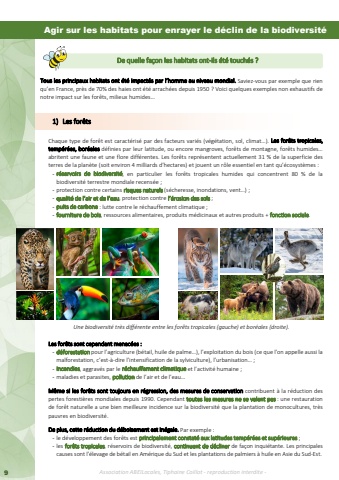 Agir sur les habitats pour enrayer le déclin de la biodiversité
De quelle façon les habitats ont-ils été touchés ?
Tous les principaux habitats ont été impactés par l'homme au niveau mondial. Saviez-vous par exemple que rien
qu'en France, près de 70% des haies ont été arrachées depuis 1950 ? Voici quelques exemples non exhaustifs de
notre impact sur les forêts, milieux humides...
1) Les forêts
Chaque type de forêt est caractérisé par des facteurs variés (végétation, sol, climat...). Les forêts tropicales,
tempérées, boréales définies par leur latitude, ou encore mangroves, forêts de montagne, forêts humides...
abritent une faune et une flore différentes. Les forêts représentent actuellement 31 % de la superficie des
terres de la planète (soit environ 4 milliards d'hectares) et jouent un rôle essentiel en tant qu'écosystèmes :
- réservoirs de biodiversité, en particulier les forêts tropicales humides qui concentrent 80 % de la
biodiversité terrestre mondiale recensée ;
- protection contre certains risques naturels (sécheresse, inondations, vent...) ;
- qualité de l'air et de l'eau, protection contre l'érosion des sols ;
- puits de carbone : lutte contre le réchauffement climatique ;
- fourniture de bois, ressources alimentaires, produits médicinaux et autres produits = fonction sociale.
Une biodiversité très différente entre les forêts tropicales (gauche) et boréales (droite).
Les forêts sont cependant menacées :
- déforestation pour l'agriculture (bétail, huile de palme...), l'exploitation du bois (ce que l'on appelle aussi la
malforestation, c'est-à-dire l'intensification de la sylviculture), l'urbanisation... ;
- incendies, aggravés par le réchauffement climatique et l'activité humaine ;
- maladies et parasites, pollution de l'air et de l'eau...
Même si les forêts sont toujours en régression, des mesures de conservation contribuent à la réduction des
pertes forestières mondiales depuis 1990. Cependant toutes les mesures ne se valent pas : une restauration
de forêt naturelle a une bien meilleure incidence sur la biodiversité que la plantation de monocultures, très
pauvres en biodiversité.
De plus, cette réduction du déboisement est inégale. Par exemple :
- le développement des forêts est principalement constaté aux latitudes tempérées et supérieures ;
- les forêts tropicales, réservoirs de biodiversité, continuent de décliner de façon inquiétante. Les principales
causes sont l'élevage de bétail en Amérique du Sud et les plantations de palmiers à huile en Asie du Sud-Est.
9